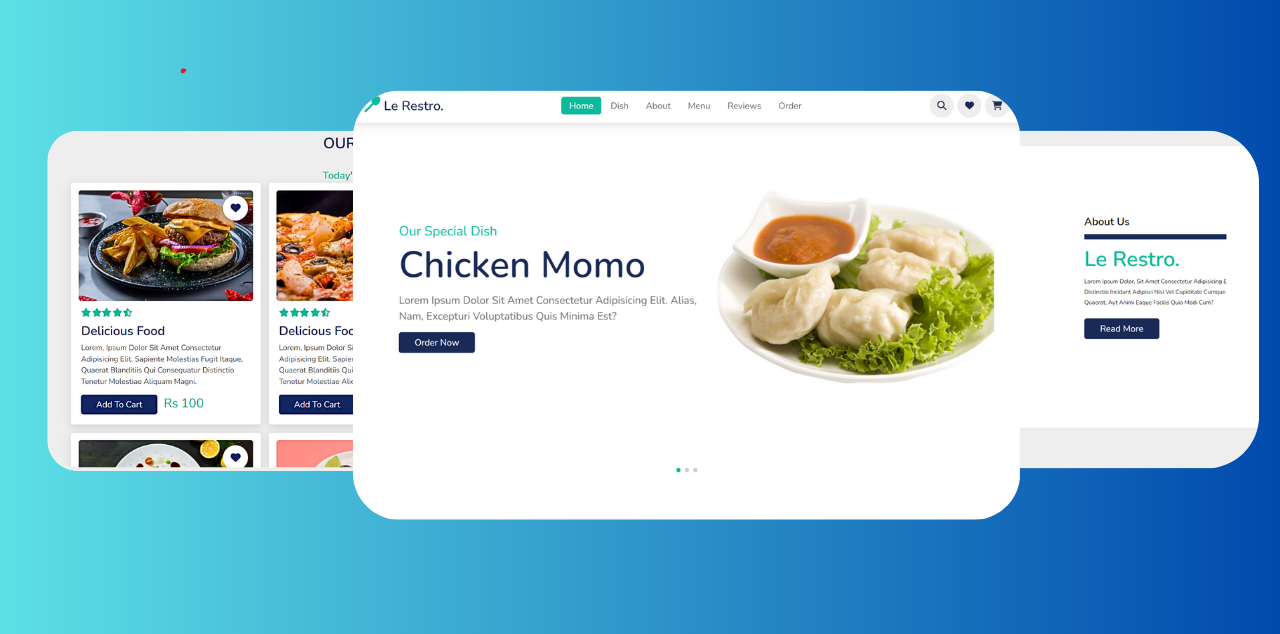 Le Restro.
Home Dish About Menu Reviews Order
OUR
Today'
Delicious Food
Lorem, Ipsum Dolor Sit Amet Consectetur
Adipisicing Elit. Sapiente Molestias Fugit Itaque,
Quaerat Blanditiis Qui Consequatur Distinctio
Tenetur Molestiae Aliquam Magni.
Add To Cart Rs 100
Delicious Foo
Lorem, Ipsum Dolor
Adipisicing Elit. Sapie
Quaerat Blanditiis Q
Tenetur Molestiae Alic
Add To Cart
Our Special Dish
Chicken Momo
Lorem Ipsum Dolor Sit Amet Consectetur Adipisicing Elit. Alias,
Nam, Excepturi Voluptatibus Quis Minima Est?
Order Now
About Us
Le Restro.
Lorem Ipsum Dolor, Sit Amet Consectetur Adipisicing E
Distinctio Incidunt Adipisci Nisi Vel Cupiditate Cumque
Quaerat, Aut Animi Eaque Facilis Quia Modi Cum?
Read More